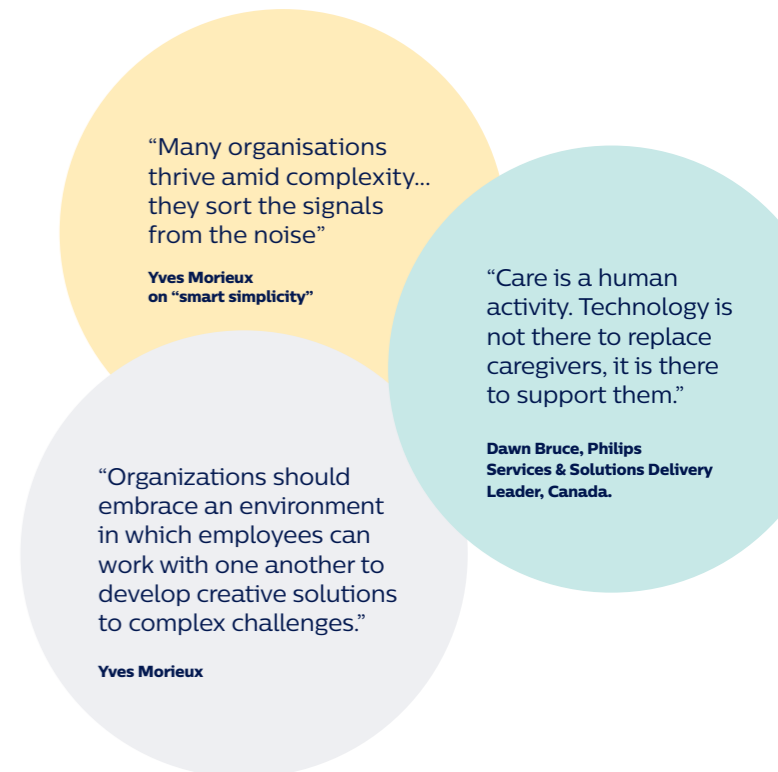 “Many organisations
thrive amid complexity...
they sort the signals
from the noise”
Yves Morieux
on “smart simplicity”
“Care is a human
activity. Technology is
not there to replace
caregivers, it is there
to support them.”
Dawn Bruce, Philips
Services & Solutions Delivery
Leader, Canada.
“Organizations should
embrace an environment
in which employees can
work with one another to
develop creative solutions
to complex challenges.”
Yves Morieux